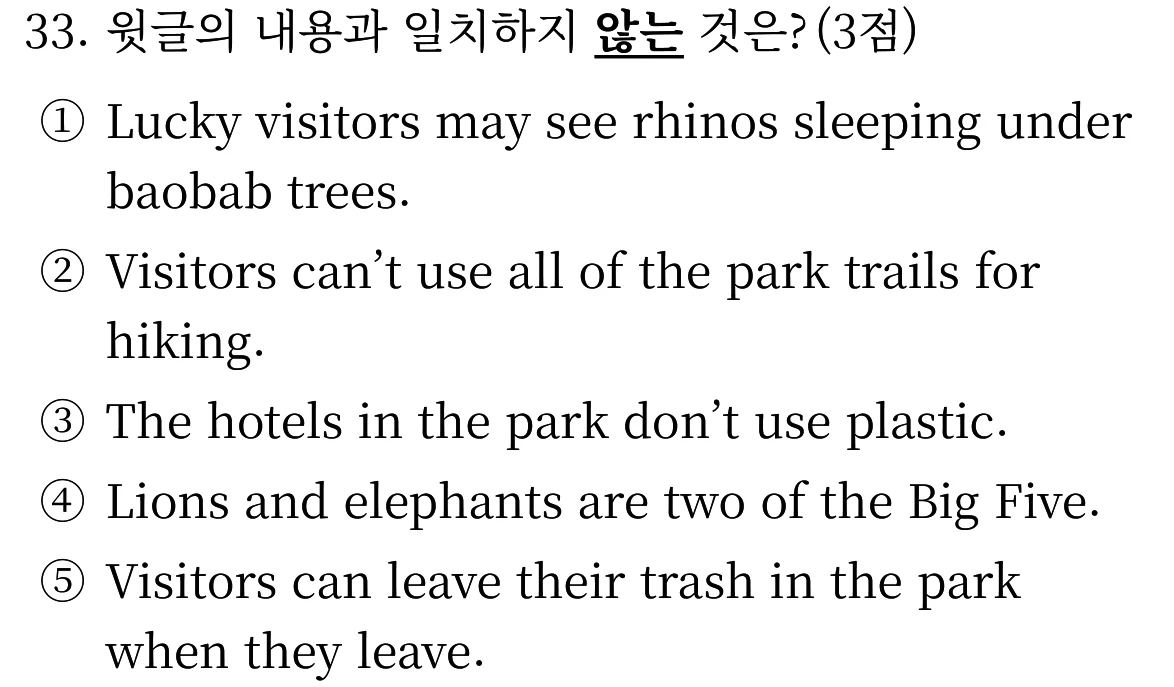 33. 윗글의 내용과 일치하지 않는 것은?(3점)
① Lucky visitors may see rhinos sleeping under
baobab trees.
② Visitors can’t use all of the park trails for
hiking.
③ The hotels in the park don’t use plastic.
④ Lions and elephants are two of the Big Five.
⑤ Visitors can leave their trash in the park
when they leave.